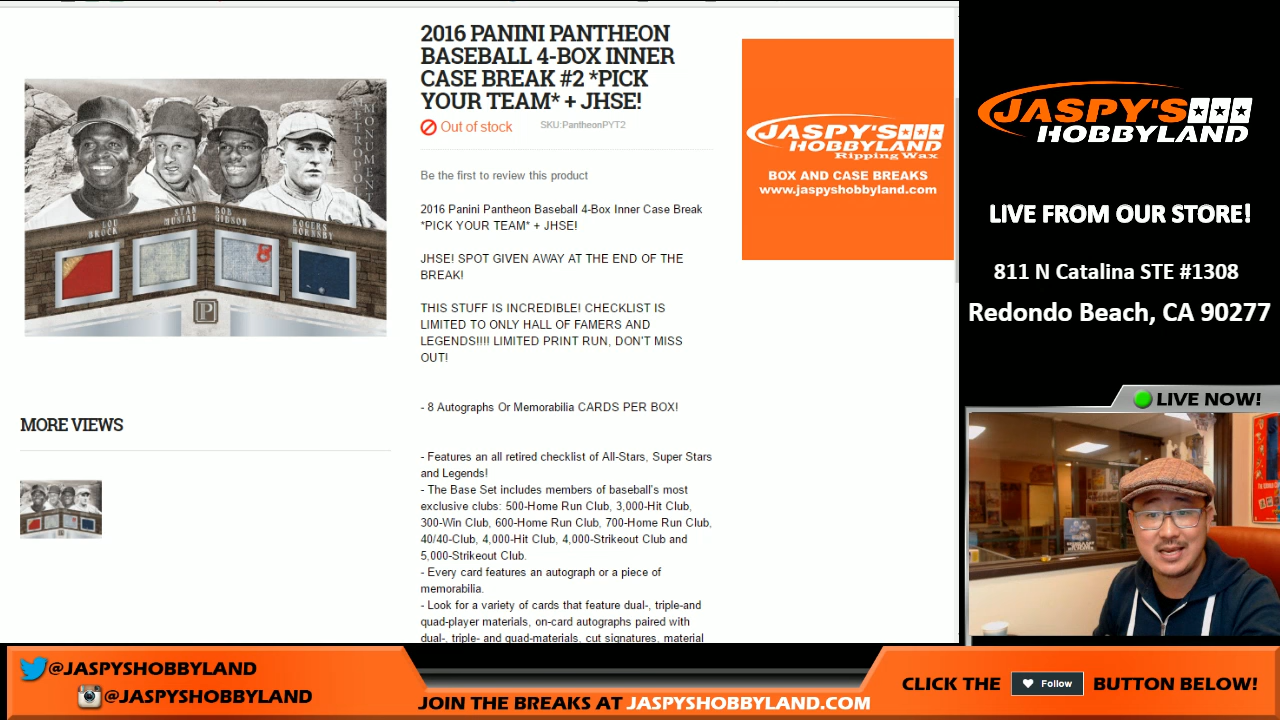 2016 PANINI PANTHEON
BASEBALL 4-BOX INNER
CASE BREAK #2 *PICK
YOUR TEAM* + JHSE!
Out of stock
SKU:PantheonPYT2
Be the first to review this product
2016 Panini Pantheon Baseball 4-Box Inner Case Break
*PICK YOUR TEAM* + JHSE!
JHSE! SPOT GIVEN AWAY AT THE END OF THE
BREAK!
THIS STUFF IS INCREDIBLE! CHECKLIST IS
LIMITED TO ONLY HALL OF FAMERS AND
LEGENDS!!!! LIMITED PRINT RUN, DON'T MISS
OUT!
- 8 Autographs Or Memorabilia CARDS PER BOX!
- Features an all retired checklist of All-Stars, Super Stars
and Legends!
- The Base Set includes members of baseball's most
exclusive clubs: 500-Home Run Club, 3,000-Hit Club,
300-Win Club, 600-Home Run Club, 700-Home Run Club,
40/40-Club, 4,000-Hit Club, 4,000-Strikeout Club and
5,000-Strikeout Club.
- Every card features an autograph or a piece of
memorabilia.
- Look for a variety of cards that feature dual-, triple-and
quad-player materials, on-card autographs paired with
dual-, triple- and quad-materials, cut signatures, material
METROPOL
MONUMENT
LOU
BROCK
STAN
MUSIAL
BOB
GIBSON
ROGERS
HORNSBY
P
MORE VIEWS
JASPY'S
HOBBYLAND
Ripping Wax
BOX AND CASE BREAKS
www.jaspyshobbyland.com
JASPY'S
HOBBYLAND
LIVE FROM OUR STORE!
811 N Catalina STE #1308
Redondo Beach, CA 90277
LIVE NOW!
@JASPYSHOBBYLAND
@JASPYSHOBBYLAND
JOIN THE BREAKS AT JASPYSHOBBYLAND.COM
CLICK THE Follow BUTTON BELOW!